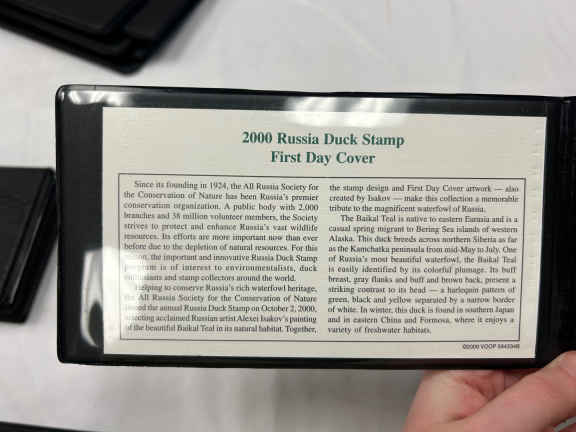 2000 Russia Duck Stamp
First Day Cover
Since its founding in 1924, the All Russia Society for
the Conservation of Nature has been Russia's premier
conservation organization. A public body with 2,000
branches and 38 million volunteer members, the Society
strives to protect and enhance Russia's vast wildlife
resources. Its efforts are more important now than ever
before due to the depletion of natural resources. For this
reason, the important and innovative Russia Duck Stamp
program is of interest to environmentalists, duck
enthusiasts and stamp collectors around the world.
Helping to conserve Russia's rich waterfowl heritage,
the All Russia Society for the Conservation of Nature
issued the annual Russia Duck Stamp on October 2, 2000,
selecting acclaimed Russian artist Alexei Isakov's painting
of the beautiful Baikal Teal in its natural habitat. Together,
the stamp design and First Day Cover artwork — also
created by Isakov — make this collection a memorable
tribute to the magnificent waterfowl of Russia.
The Baikal Teal is native to eastern Eurasia and is a
casual spring migrant to Bering Sea islands of western
Alaska. This duck breeds across northern Siberia as far
as the Kamchatka peninsula from mid-May to July. One
of Russia's most beautiful waterfowl, the Baikal Teal
is easily identified by its colorful plumage. Its buff
breast, gray flanks and buff and brown back, present a
striking contrast to its head — a harlequin pattern of
green, black and yellow separated by a narrow border
of white. In winter, this duck is found in southern Japan
and in eastern China and Formosa, where it enjoys a
variety of freshwater habitats.
©2000 VOOP